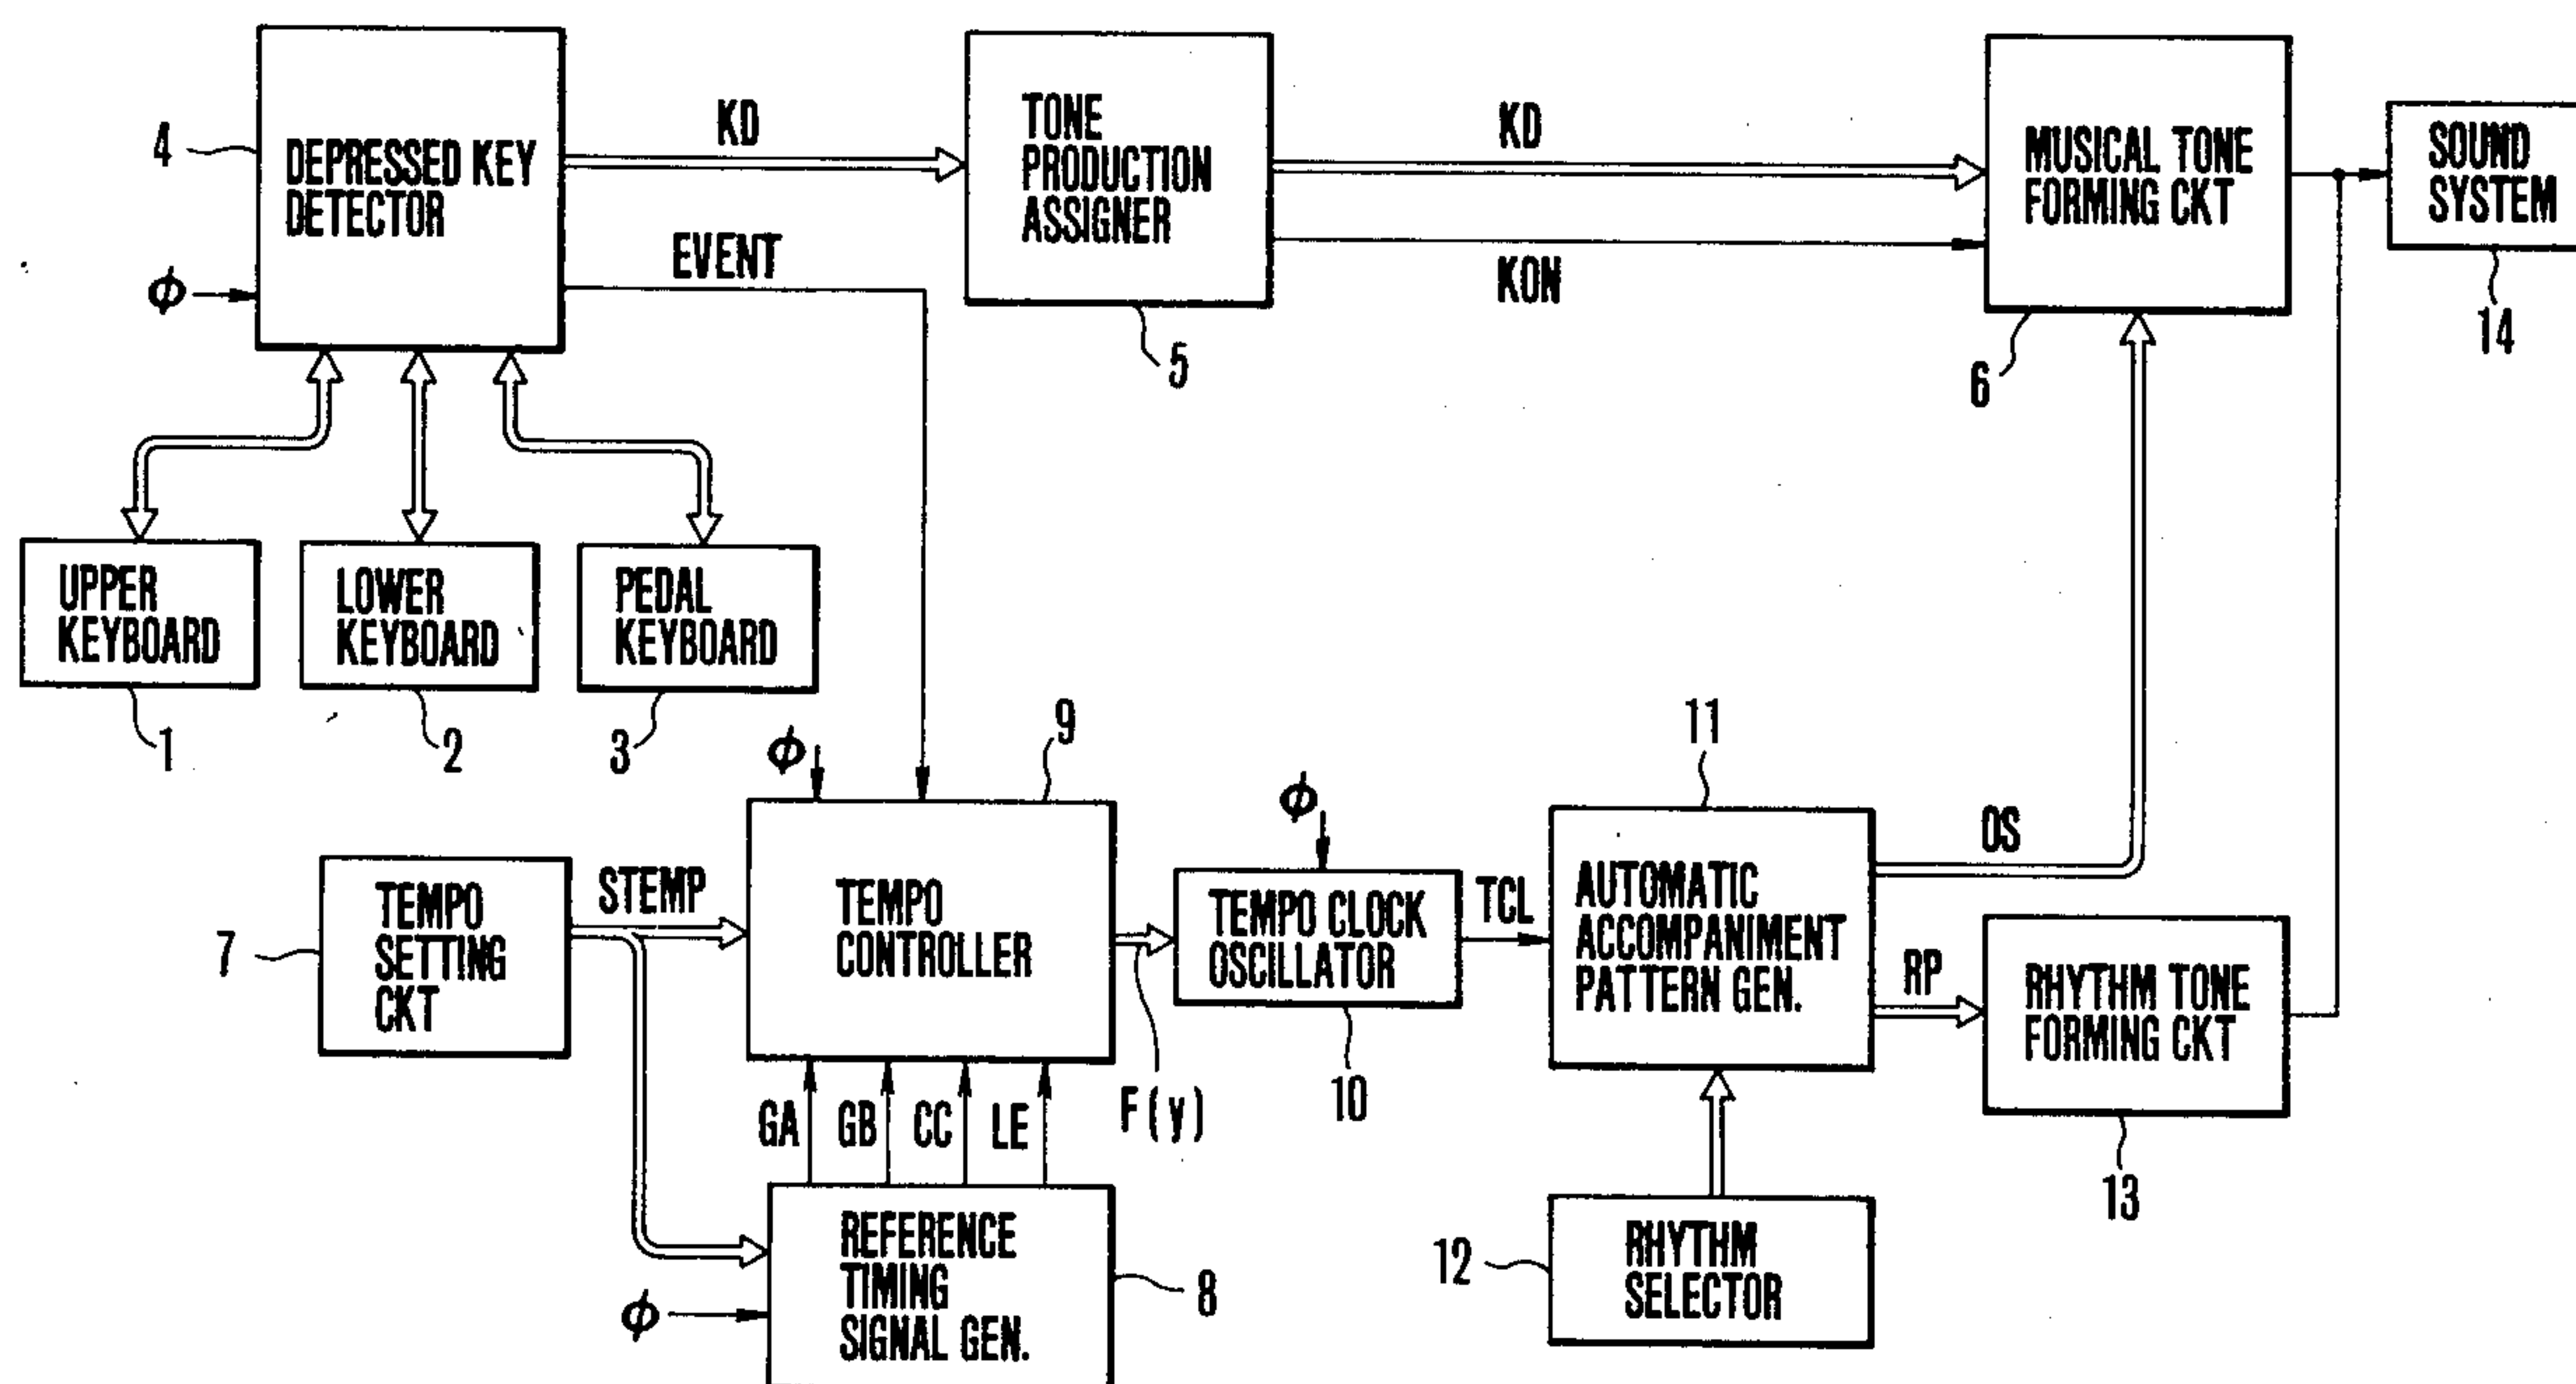 4
DEPRESSED KEY
DETECTOR
ϕ
KD
EVENT
TONE
PRODUCTION
ASSIGNER
5
KD
KON
MUSICAL TONE
FORMING CKT
6
SOUND
SYSTEM
14
UPPER
KEYBOARD
1
LOWER
KEYBOARD
2
PEDAL
KEYBOARD
3
ϕ
9
TEMPO
SETTING
CKT
7
STEMP
TEMPO
CONTROLLER
F(y)
ϕ
TEMPO CLOCK
OSCILLATOR
10
TCL
11
AUTOMATIC
ACCOMPANIMENT
PATTERN GEN.
OS
RP
RHYTHM TONE
FORMING CKT
13
GA
GB
CC
LE
REFERENCE
TIMING
SIGNAL GEN.
8
ϕ
12
RHYTHM
SELECTOR